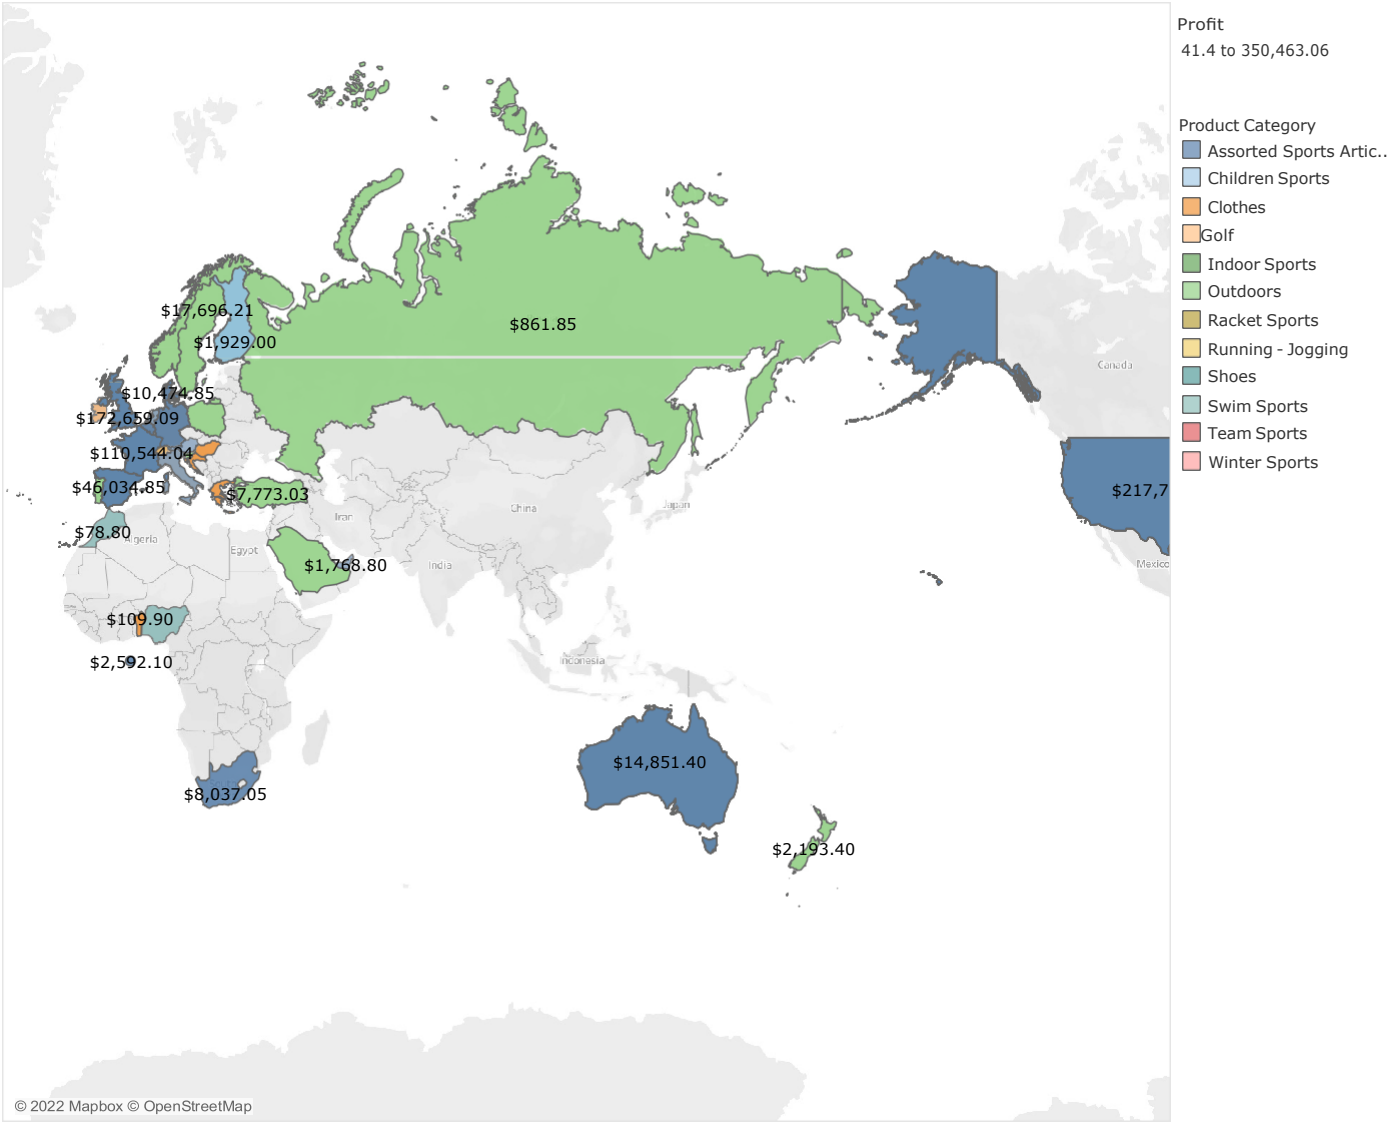 Profit
41.4 to 350,463.06
Product Category
Assorted Sports Artic..
Children Sports
Clothes
Golf
Indoor Sports
Outdoors
Racket Sports
Running - Jogging
Shoes
Swim Sports
Team Sports
Winter Sports
$17,696.21
$861.85
$1,929.00
Canada
$10,474.85
$172,659.09
$110,544.04
$46,034.85
$7,773.03
$217,7
China
Japan
Iran
$78.80
Algeria
Egypt
$1,768.80
India
Mexico
$109.90
$2,592.10
Indonesia
$14,851.40
$8,037.05
$2,193.40
© 2022 Mapbox © OpenStreetMap